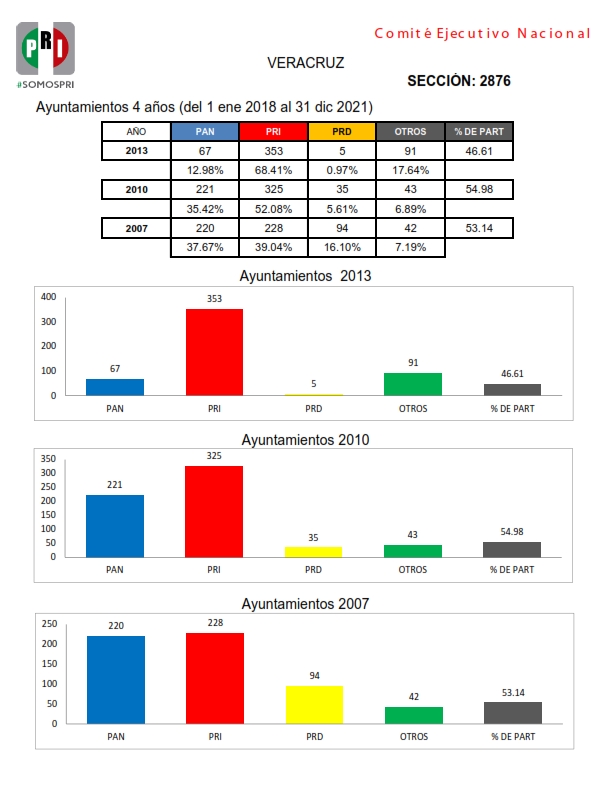 Comité Ejecutivo Nacional
PRI
#SOMOSPRI
VERACRUZ
SECCIÓN: 2876
Ayuntamientos 4 años (del 1 ene 2018 al 31 dic 2021)
AÑO PAN PRI PRD OTROS % DE PART
2013 67 353 5 91 46.61
12.98% 68.41% 0.97% 17.64%
2010 221 325 35 43 54.98
35.42% 52.08% 5.61% 6.89%
2007 220 228 94 42 53.14
37.67% 39.04% 16.10% 7.19%
Ayuntamientos 2013
400
300
200
100
0
67 353 5 91 46.61
PAN PRI PRD OTROS % DE PART
Ayuntamientos 2010
350
300
250
200
150
100
50
0
221 325 35 43 54.98
PAN PRI PRD OTROS % DE PART
Ayuntamientos 2007
250
200
150
100
50
0
220 228 94 42 53.14
PAN PRI PRD OTROS % DE PART